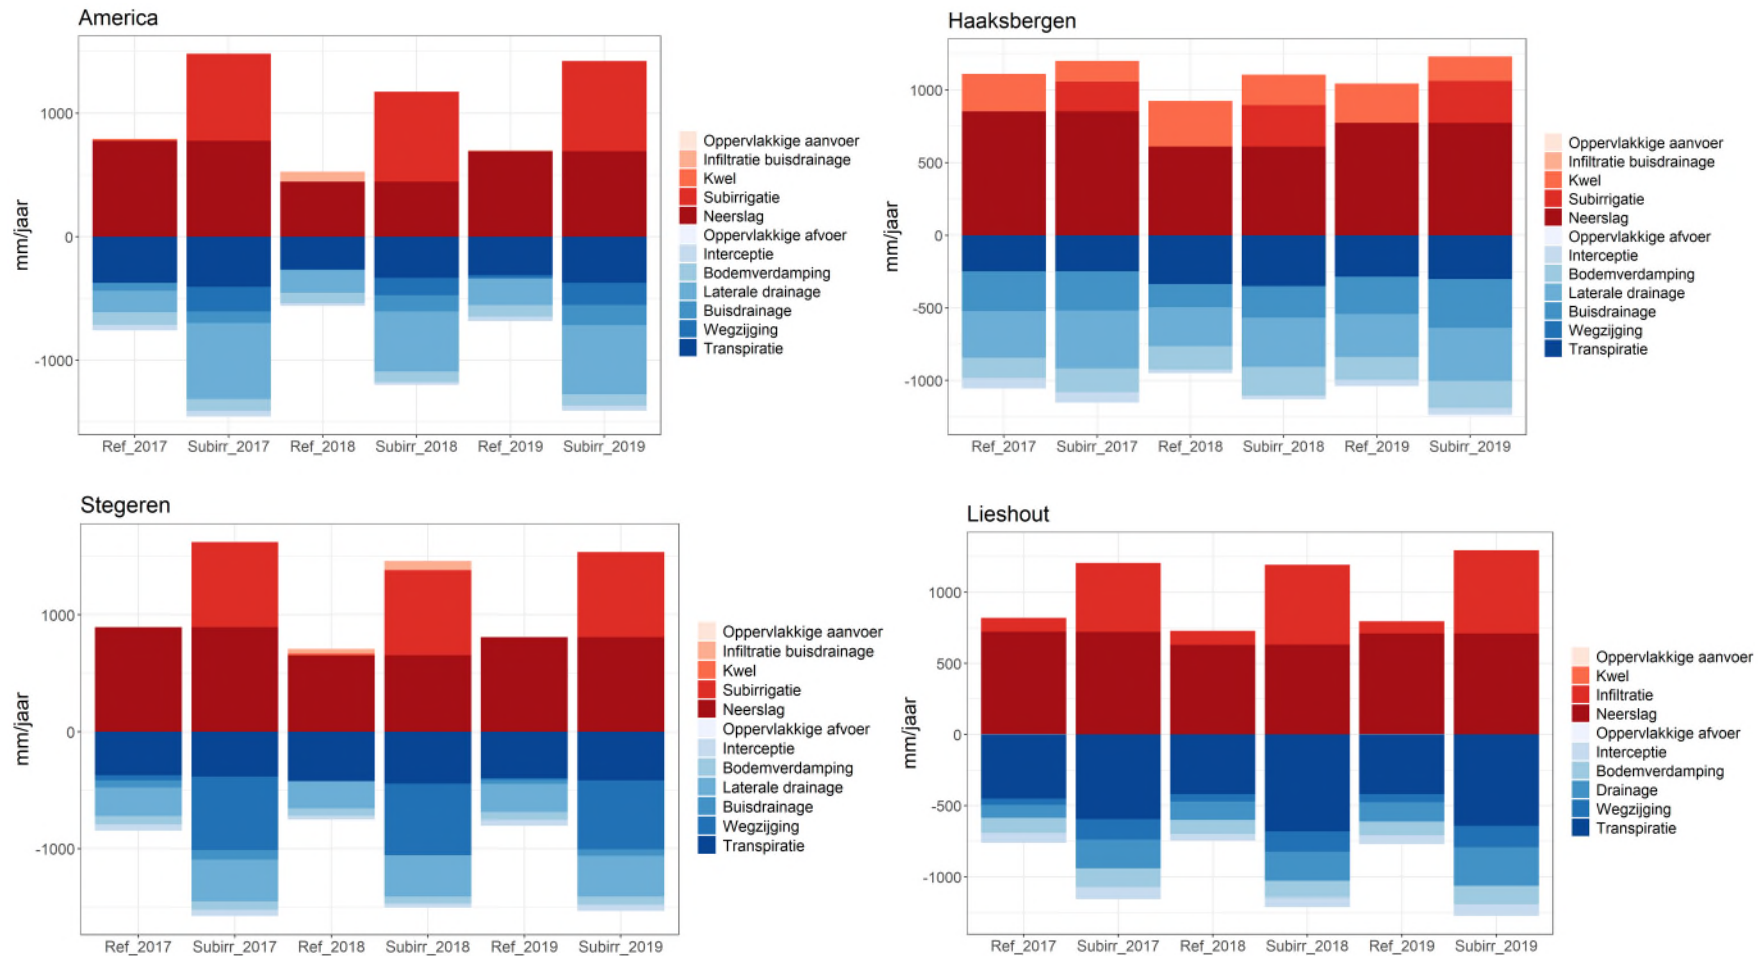 America
mm/jaar
1000
0
-1000
Ref_2017 Subirr_2017 Ref_2018 Subirr_2018 Ref_2019 Subirr_2019
Oppervlakkige aanvoer
Infiltratie buisdrainage
Kwel
Subirrigatie
Neerslag
Oppervlakkige afvoer
Interceptie
Bodemverdamping
Laterale drainage
Buisdrainage
Wegzijging
Transpiratie
Haaksbergen
mm/jaar
1000
500
0
-500
-1000
Ref_2017 Subirr_2017 Ref_2018 Subirr_2018 Ref_2019 Subirr_2019
Oppervlakkige aanvoer
Infiltratie buisdrainage
Kwel
Subirrigatie
Neerslag
Oppervlakkige afvoer
Interceptie
Bodemverdamping
Laterale drainage
Buisdrainage
Wegzijging
Transpiratie
Stegeren
mm/jaar
1000
0
-1000
Ref_2017 Subirr_2017 Ref_2018 Subirr_2018 Ref_2019 Subirr_2019
Oppervlakkige aanvoer
Infiltratie buisdrainage
Kwel
Subirrigatie
Neerslag
Oppervlakkige afvoer
Interceptie
Bodemverdamping
Laterale drainage
Buisdrainage
Wegzijging
Transpiratie
Lieshout
mm/jaar
1000
500
0
-500
-1000
Ref_2017 Subirr_2017 Ref_2018 Subirr_2018 Ref_2019 Subirr_2019
Oppervlakkige aanvoer
Kwel
Infiltratie
Neerslag
Oppervlakkige afvoer
Interceptie
Bodemverdamping
Drainage
Wegzijging
Transpiratie